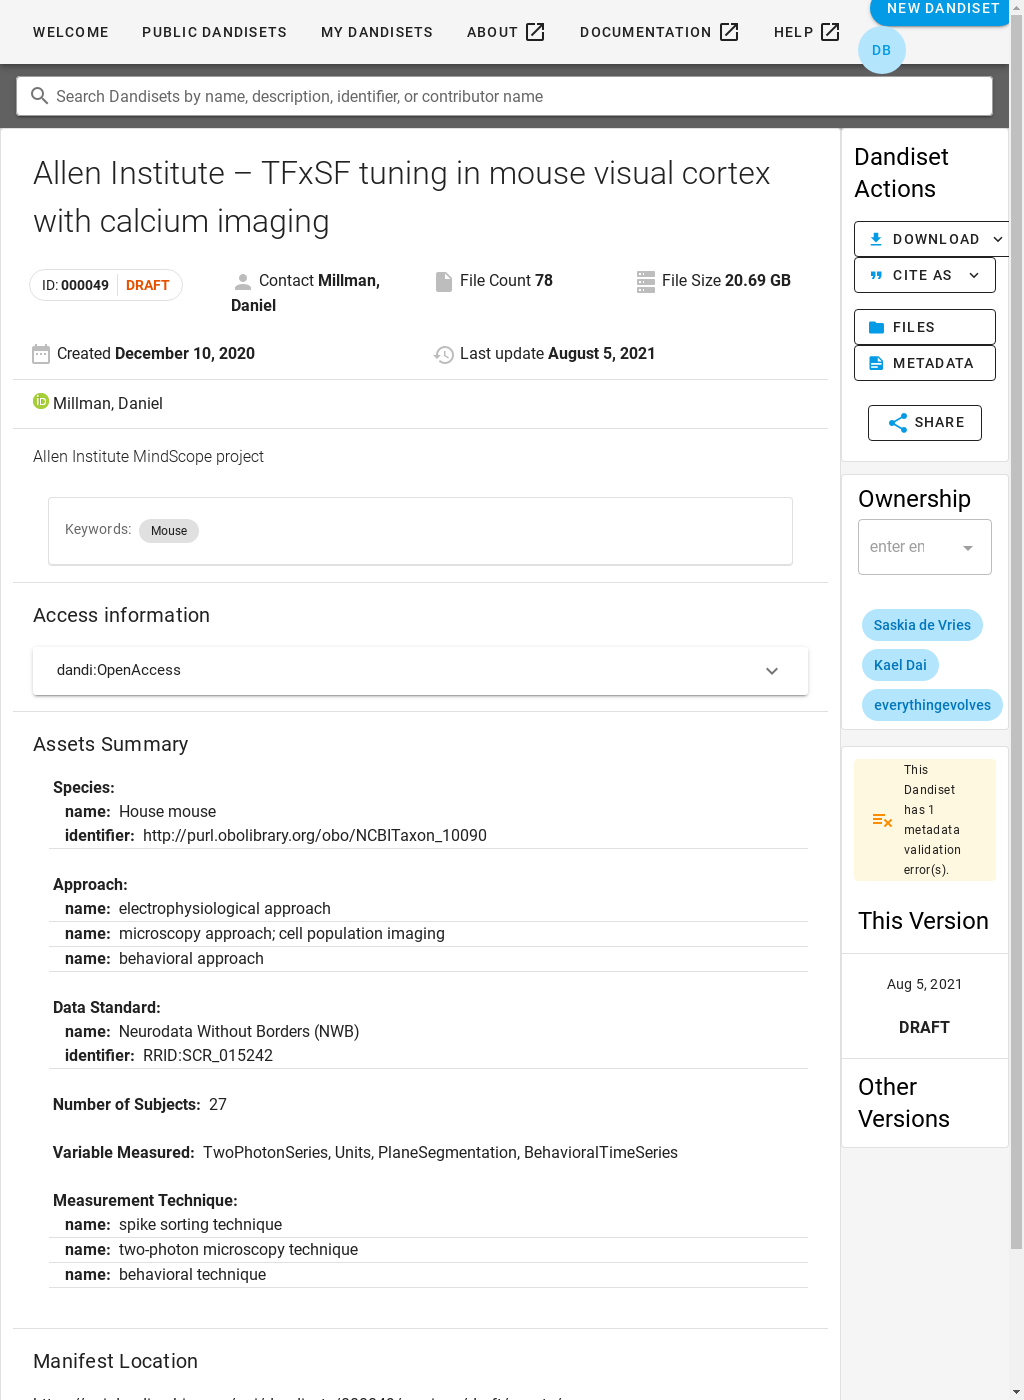 WELCOME PUBLIC DANDISETS MY DANDISETS ABOUT DOCUMENTATION HELP NEW DANDISET
DB
Search Dandisets by name, description, identifier, or contributor name
Allen Institute – TFxSF tuning in mouse visual cortex
with calcium imaging
ID: 000049 DRAFT
Contact Millman,
Daniel
File Count 78
File Size 20.69 GB
Created December 10, 2020
Last update August 5, 2021
Millman, Daniel
Allen Institute MindScope project
Keywords: Mouse
Access information
dandi:OpenAccess
Assets Summary
Species:
name: House mouse
identifier: http://purl.obolibrary.org/obo/NCBITaxon_10090
Approach:
name: electrophysiological approach
name: microscopy approach; cell population imaging
name: behavioral approach
Data Standard:
name: Neurodata Without Borders (NWB)
identifier: RRID:SCR_015242
Number of Subjects: 27
Variable Measured: TwoPhotonSeries, Units, PlaneSegmentation, BehavioralTimeSeries
Measurement Technique:
name: spike sorting technique
name: two-photon microscopy technique
name: behavioral technique
Manifest Location
Dandiset
Actions
DOWNLOAD
CITE AS
FILES
METADATA
SHARE
Ownership
enter en
Saskia de Vries
Kael Dai
everythingevolves
This
Dandiset
has 1
metadata
validation
error(s).
This Version
Aug 5, 2021
DRAFT
Other
Versions